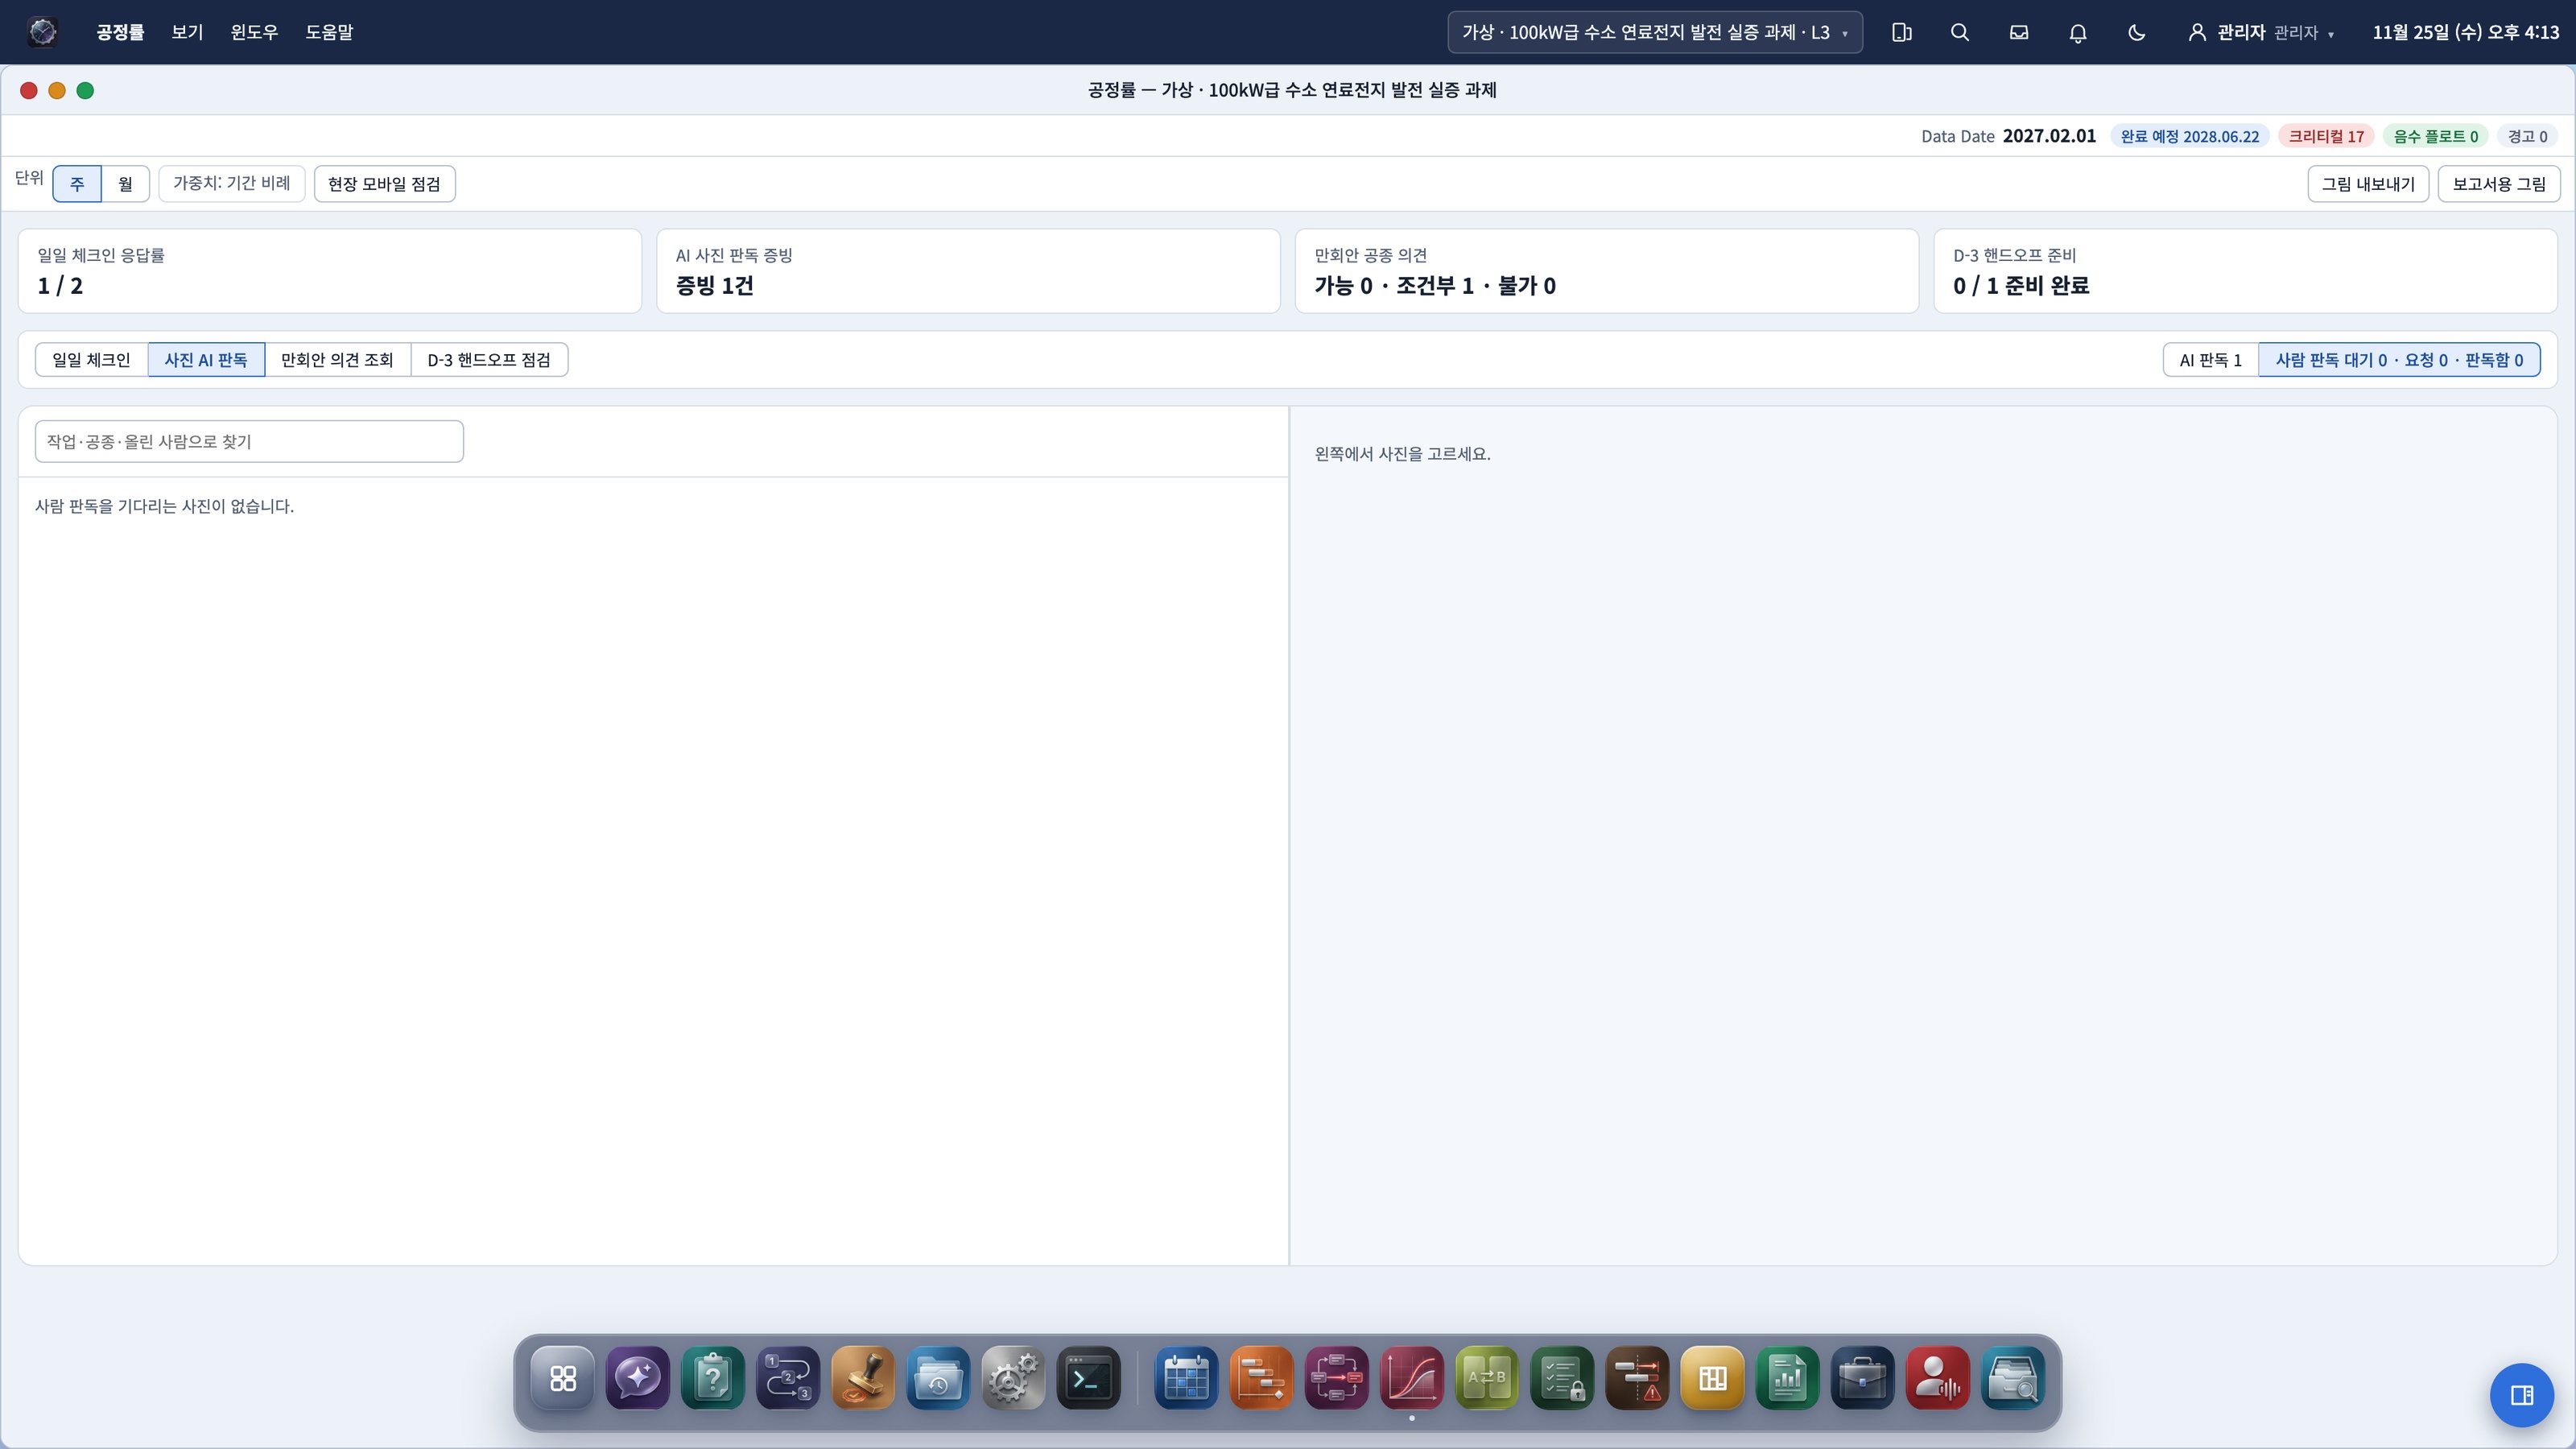 공정률 보기 윈도우 도움말 가상 · 100kW급 수소 연료전지 발전 실증 과제 · L3 ▾ 관리자 관리자 ▾ 11월 25일 (수) 오후 4:13
공정률 — 가상 · 100kW급 수소 연료전지 발전 실증 과제
Data Date 2027.02.01 완료 예정 2028.06.22 크리티컬 17 음수 플로트 0 경고 0
단위 주 월 가중치: 기간 비례 현장 모바일 점검 그림 내보내기 보고서용 그림
일일 체크인 응답률
1 / 2
AI 사진 판독 증빙
증빙 1건
만회안 공종 의견
가능 0 · 조건부 1 · 불가 0
D-3 핸드오프 준비
0 / 1 준비 완료
일일 체크인 사진 AI 판독 만회안 의견 조회 D-3 핸드오프 점검 AI 판독 1 사람 판독 대기 0 · 요청 0 · 판독함 0
작업·공종·올린 사람으로 찾기
사람 판독을 기다리는 사진이 없습니다.
왼쪽에서 사진을 고르세요.
1 2 3
A⇄B